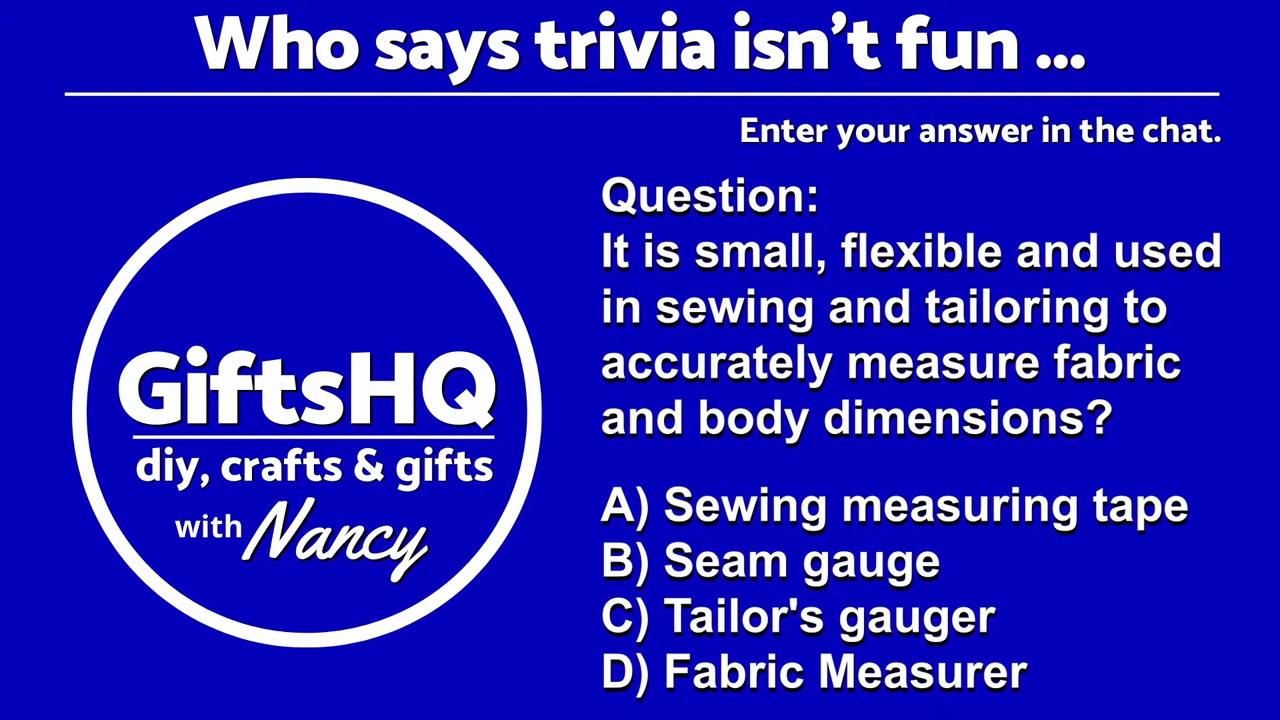 Who says trivia isn't fun ...
Enter your answer in the chat.
GiftsHQ
diy, crafts & gifts
with Nancy
Question:
It is small, flexible and used
in sewing and tailoring to
accurately measure fabric
and body dimensions?
A) Sewing measuring tape
B) Seam gauge
C) Tailor's gauger
D) Fabric Measurer